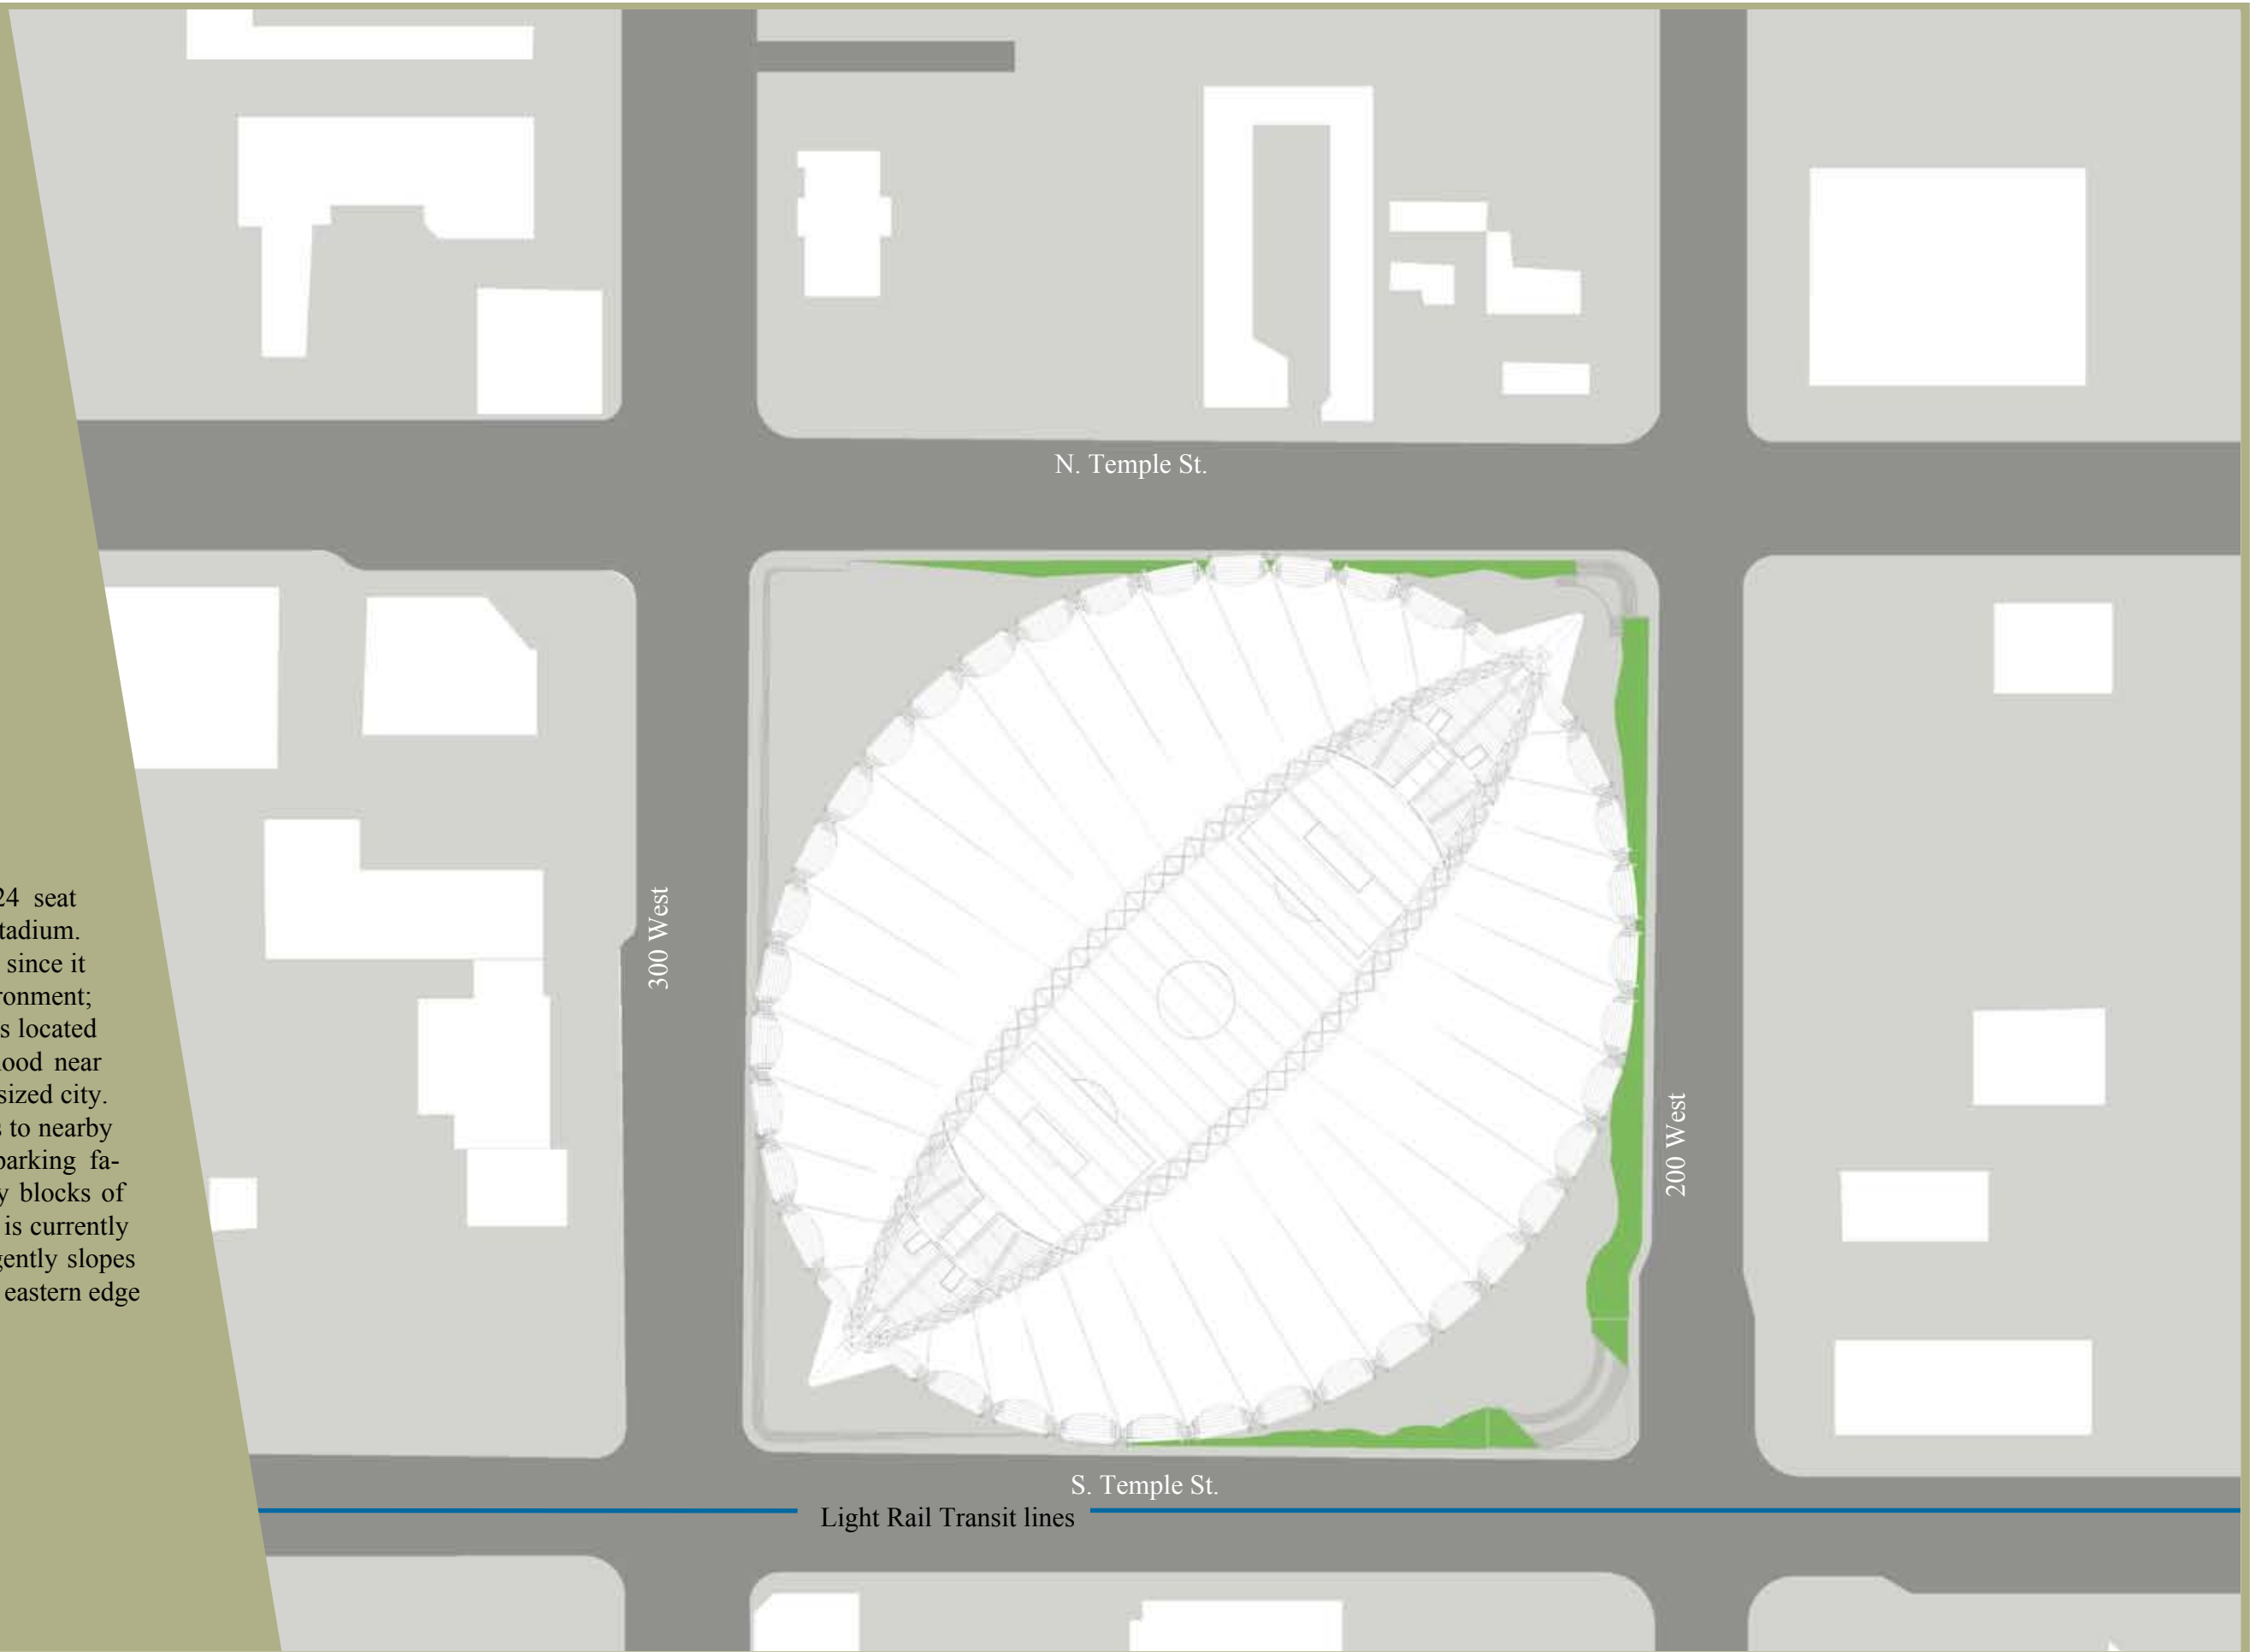 24 seat
tadium.
since it
ronment;
s located
ood near
sized city.
s to nearby
parking fa-
y blocks of
is currently
gently slopes
eastern edge
N. Temple St.
300 West
200 West
S. Temple St.
Light Rail Transit lines